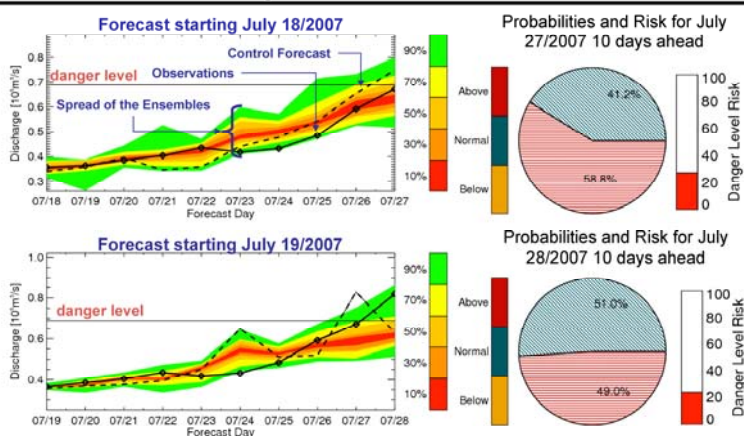 Forecast starting July 18/2007
Discharge
0.8
0.7
0.6
0.5
0.4
0.3
danger level
Control Forecast
Observations
Spread of the Ensembles
07/18 07/19 07/20 07/21 07/22 07/23 07/24 07/25 07/26 07/27
Forecast Day
90%
70%
50%
30%
10%
Probabilities and Risk for July
27/2007 10 days ahead
Above
Normal
Below
41.2%
58.8%
100
80
60
40
20
0
Danger Level Risk
Forecast starting July 19/2007
Discharge
1.0
0.8
0.6
0.4
danger level
07/19 07/20 07/21 07/22 07/23 07/24 07/25 07/26 07/27 07/28
Forecast Day
90%
70%
50%
30%
10%
Probabilities and Risk for July
28/2007 10 days ahead
Above
Normal
Below
51.0%
49.0%
100
80
60
40
20
0
Danger Level Risk